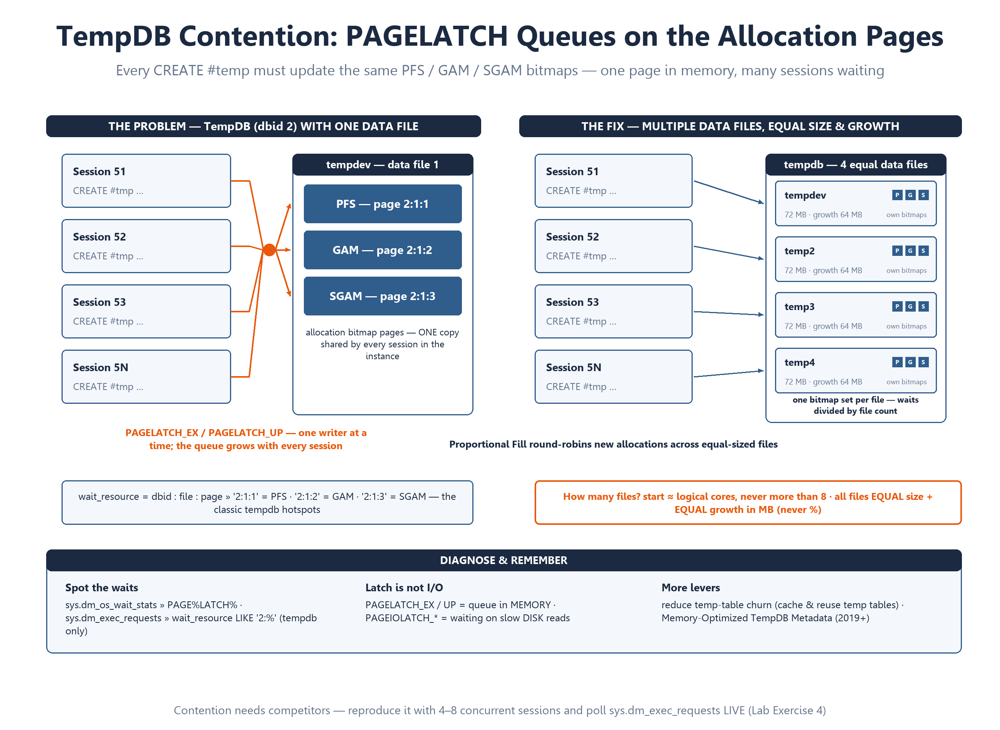 TempDB Contention: PAGELATCH Queues on the Allocation Pages
Every CREATE #temp must update the same PFS / GAM / SGAM bitmaps — one page in memory, many sessions waiting
THE PROBLEM — TempDB (dbid 2) WITH ONE DATA FILE
Session 51
CREATE #tmp ...
Session 52
CREATE #tmp ...
Session 53
CREATE #tmp ...
Session 5N
CREATE #tmp ...
tempdev — data file 1
PFS — page 2:1:1
GAM — page 2:1:2
SGAM — page 2:1:3
allocation bitmap pages — ONE copy
shared by every session in the
instance
PAGELATCH_EX / PAGELATCH_UP — one writer at a
time; the queue grows with every session
wait_resource = dbid : file : page » '2:1:1' = PFS · '2:1:2' = GAM · '2:1:3' = SGAM — the
classic tempdb hotspots
THE FIX — MULTIPLE DATA FILES, EQUAL SIZE & GROWTH
Session 51
CREATE #tmp ...
Session 52
CREATE #tmp ...
Session 53
CREATE #tmp ...
Session 5N
CREATE #tmp ...
tempdb — 4 equal data files
tempdev P G S
72 MB · growth 64 MB own bitmaps
temp2 P G S
72 MB · growth 64 MB own bitmaps
temp3 P G S
72 MB · growth 64 MB own bitmaps
temp4 P G S
72 MB · growth 64 MB own bitmaps
one bitmap set per file — waits
divided by file count
Proportional Fill round-robins new allocations across equal-sized files
How many files? start ≈ logical cores, never more than 8 · all files EQUAL size +
EQUAL growth in MB (never %)
DIAGNOSE & REMEMBER
Spot the waits
sys.dm_os_wait_stats » PAGE%LATCH% ·
sys.dm_exec_requests » wait_resource LIKE '2:%' (tempdb
only)
Latch is not I/O
PAGELATCH_EX / UP = queue in MEMORY ·
PAGEIOLATCH_* = waiting on slow DISK reads
More levers
reduce temp-table churn (cache & reuse temp tables) ·
Memory-Optimized TempDB Metadata (2019+)
Contention needs competitors — reproduce it with 4–8 concurrent sessions and poll sys.dm_exec_requests LIVE (Lab Exercise 4)